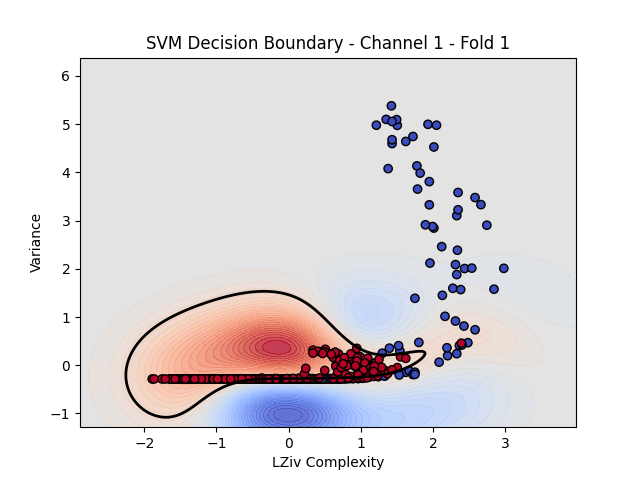 SVM Decision Boundary - Channel 1 - Fold 1
6
5
4
3
2
1
0
−1
Variance
−2 −1 0 1 2 3
LZiv Complexity